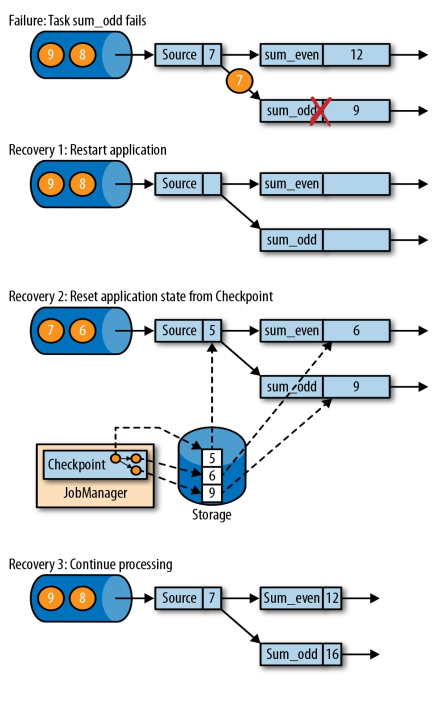 Failure: Task sum_odd fails
9 8 Source 7 sum_even 12
7
sum_odd 9
Recovery 1: Restart application
9 8 Source sum_even
sum_odd
Recovery 2: Reset application state from Checkpoint
7 6 Source 5 sum_even 6
sum_odd 9
Checkpoint
JobManager
5
6
9
Storage
Recovery 3: Continue processing
9 8 Source 7 Sum_even 12
Sum_odd 16